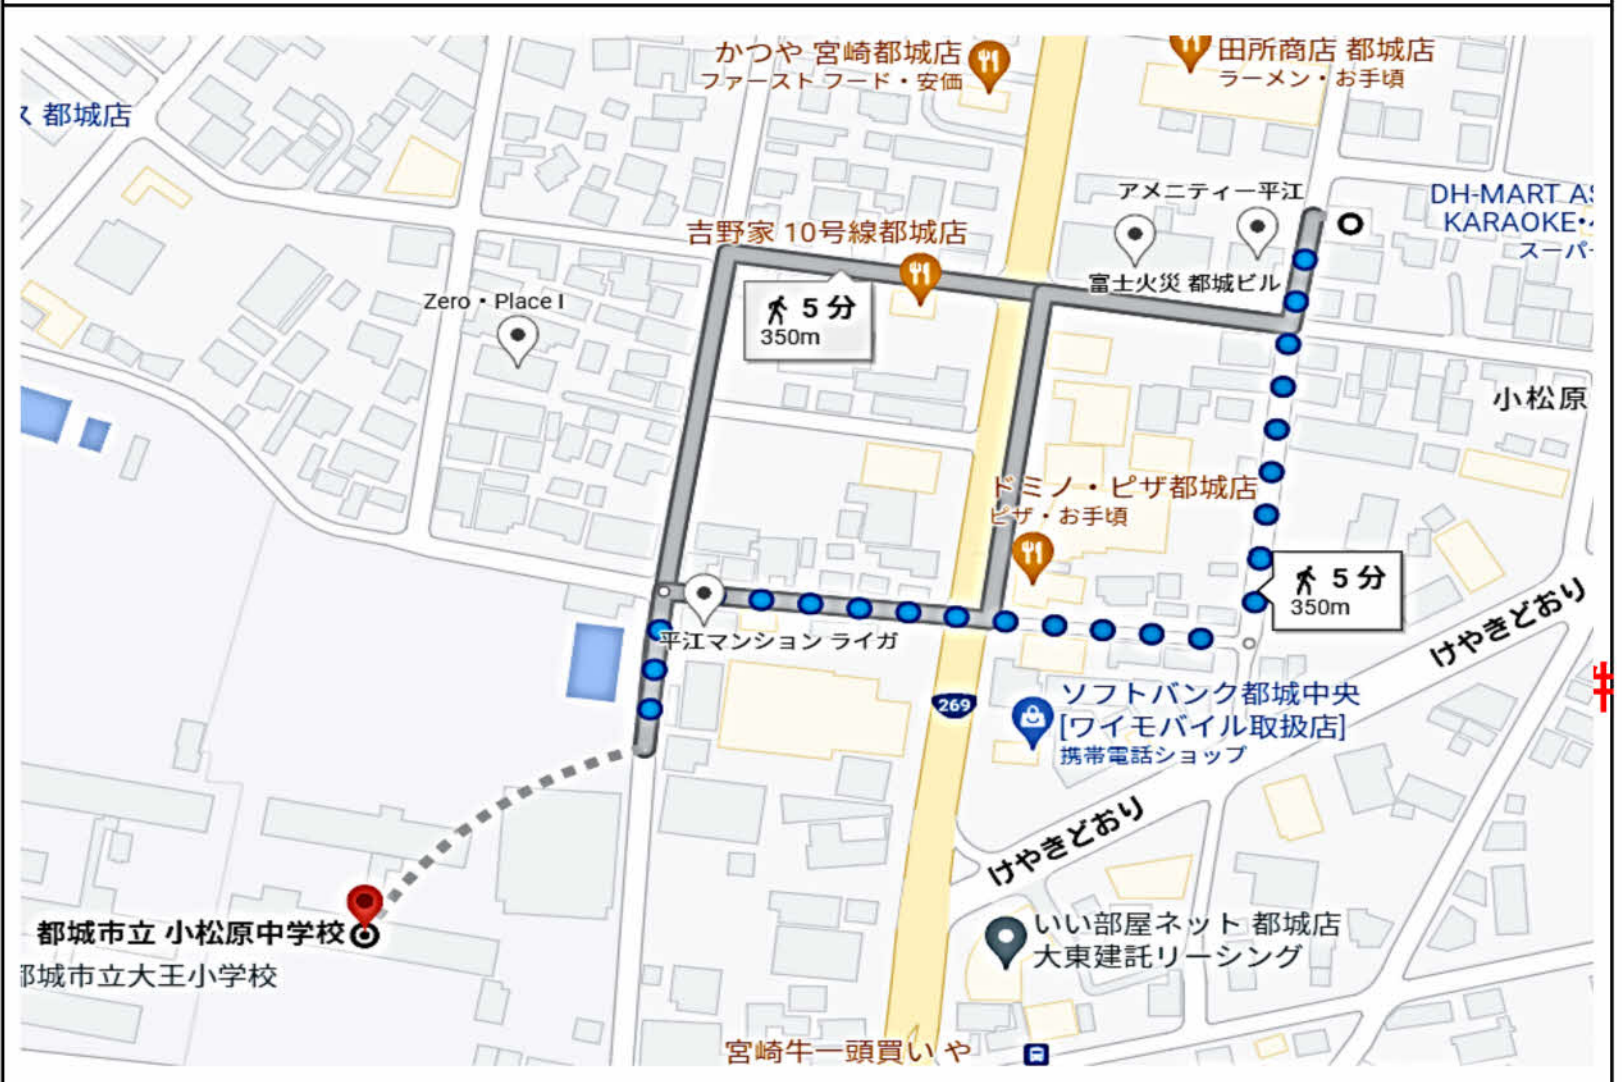 かつや 宮崎都城店
ファースト フード・安価
田所商店 都城店
ラーメン・お手頃
ス 都城店
アメニティー平江
DH-MART AS
KARAOKE・
スーパー
吉野家 10号線都城店
富士火災 都城ビル
Zero・Place I
5 分
350m
小松原
ドミノ・ピザ都城店
ピザ・お手頃
5 分
350m
平江マンション ライガ
けやきどおり
269
ソフトバンク都城中央
[ワイモバイル取扱店]
携帯電話ショップ
けやきどおり
都城市立 小松原中学校
都城市立大王小学校
いい部屋ネット 都城店
大東建託リーシング
宮崎牛一頭買い や